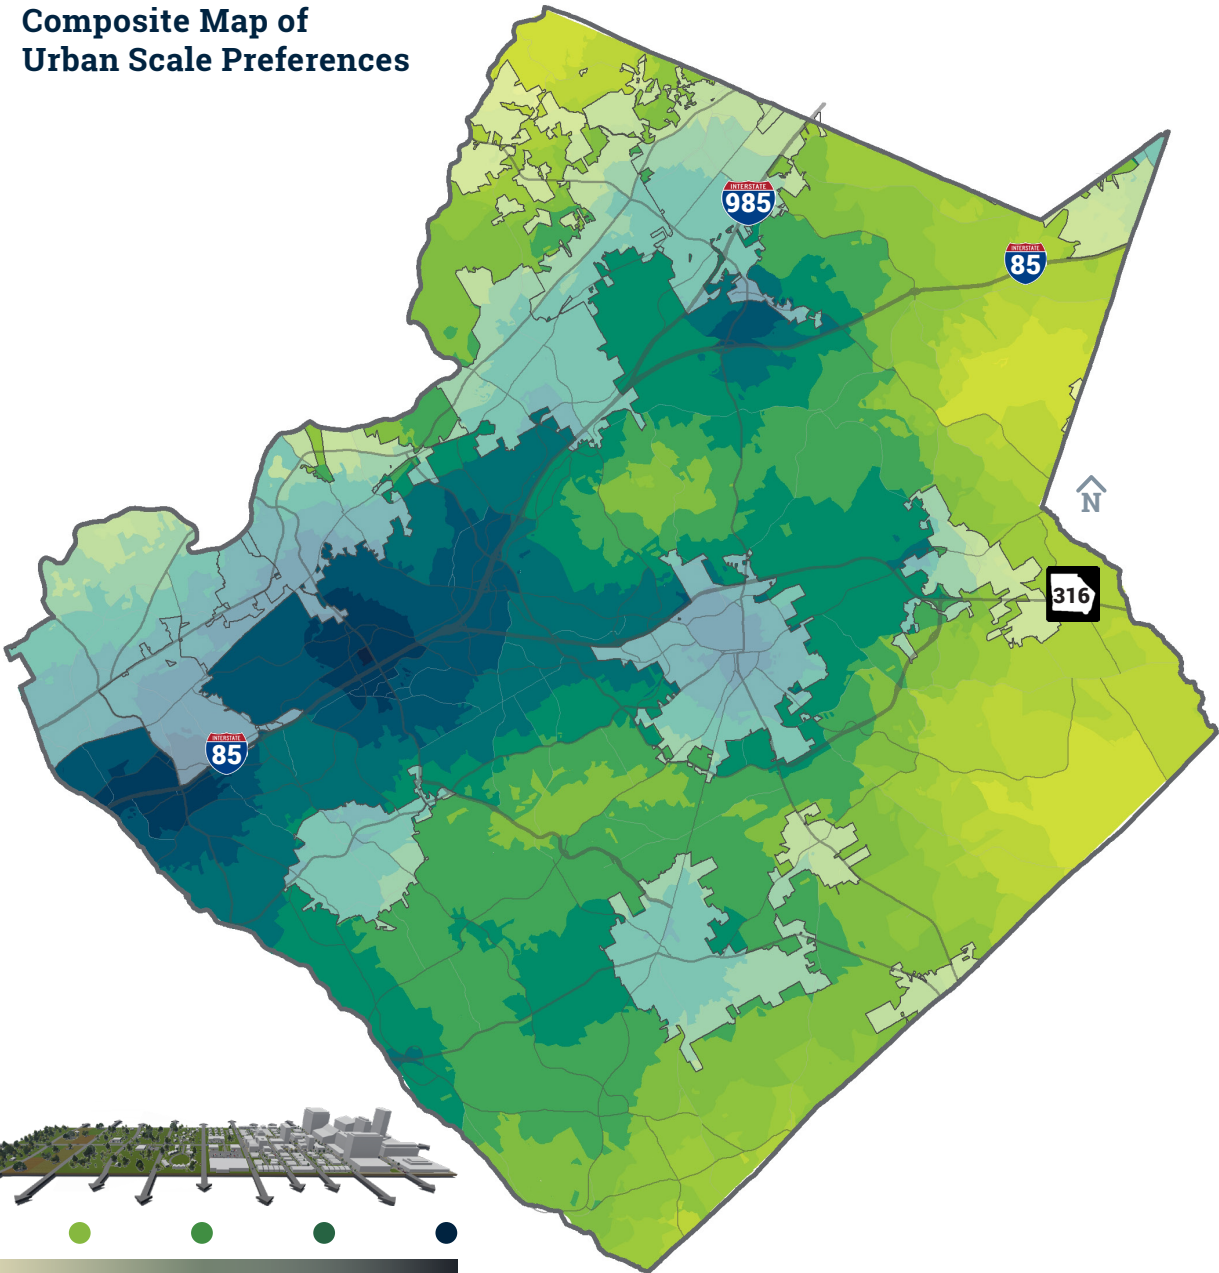 Composite Map of
Urban Scale Preferences
INTERSTATE
985
INTERSTATE
85
N
316
INTERSTATE
85